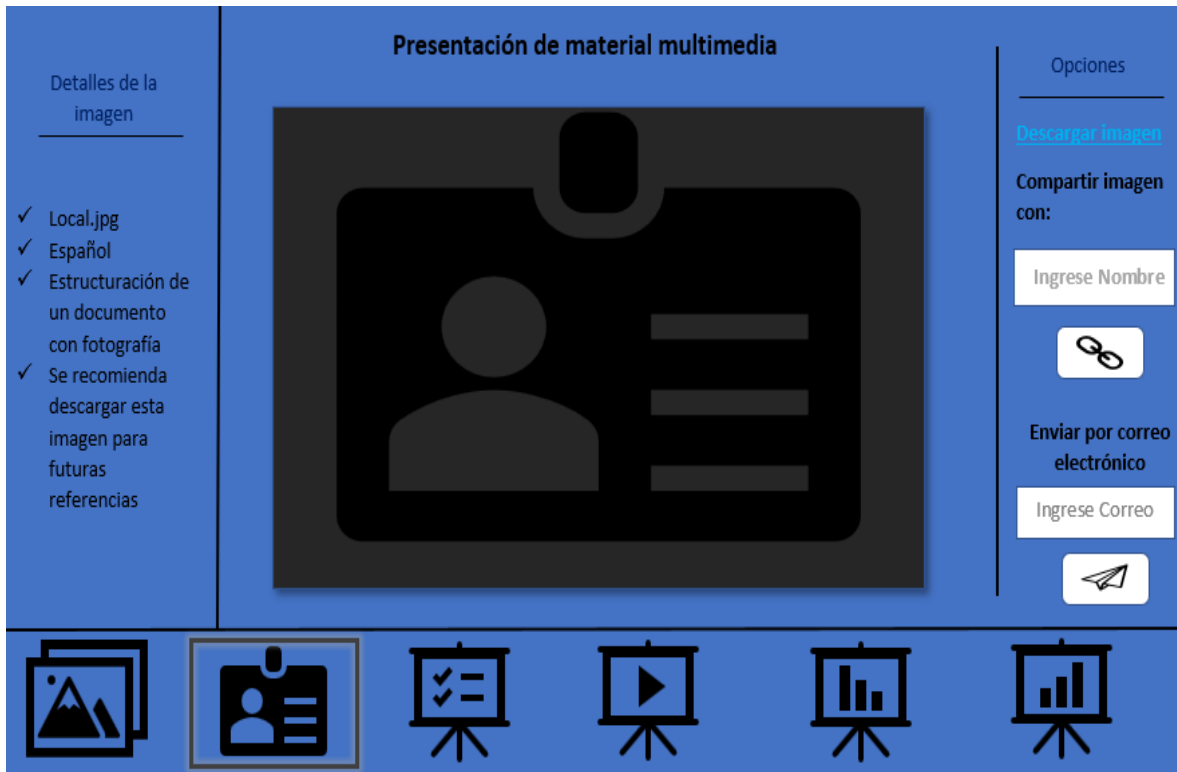 Presentación de material multimedia
Detalles de la
imagen
✓ Local.jpg
✓ Español
✓ Estructuración de
un documento
con fotografía
✓ Se recomienda
descargar esta
imagen para
futuras
referencias
Opciones
Descargar imagen
Compartir imagen
con:
Ingrese Nombre
Enviar por correo
electrónico
Ingrese Correo